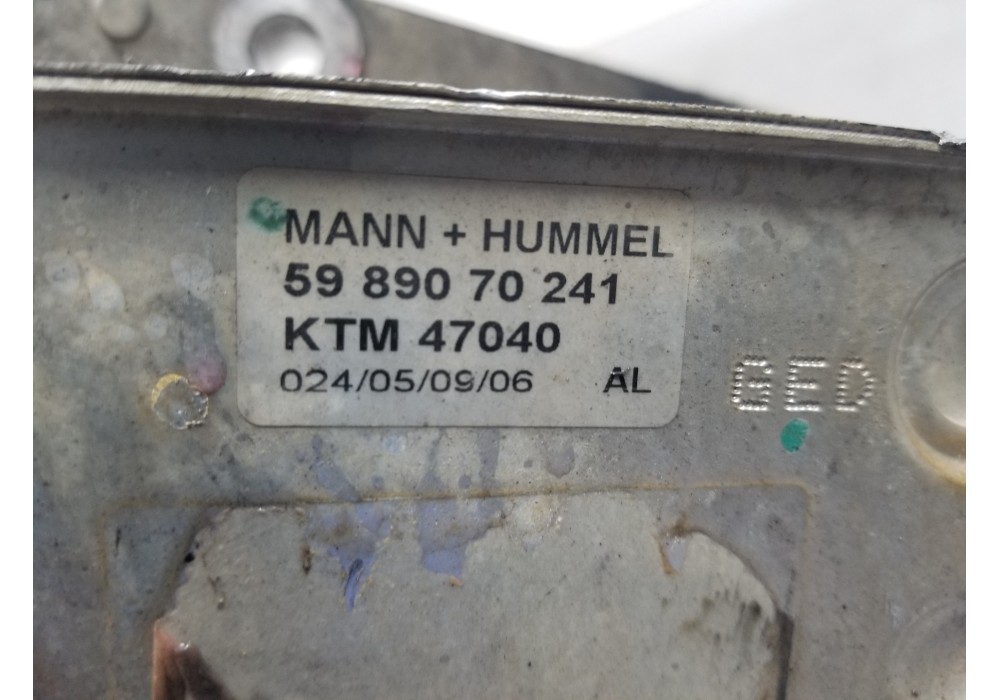 MANN + HUMMEL
59 890 70 241
KTM 47040
024/05/09/06 AL
GED